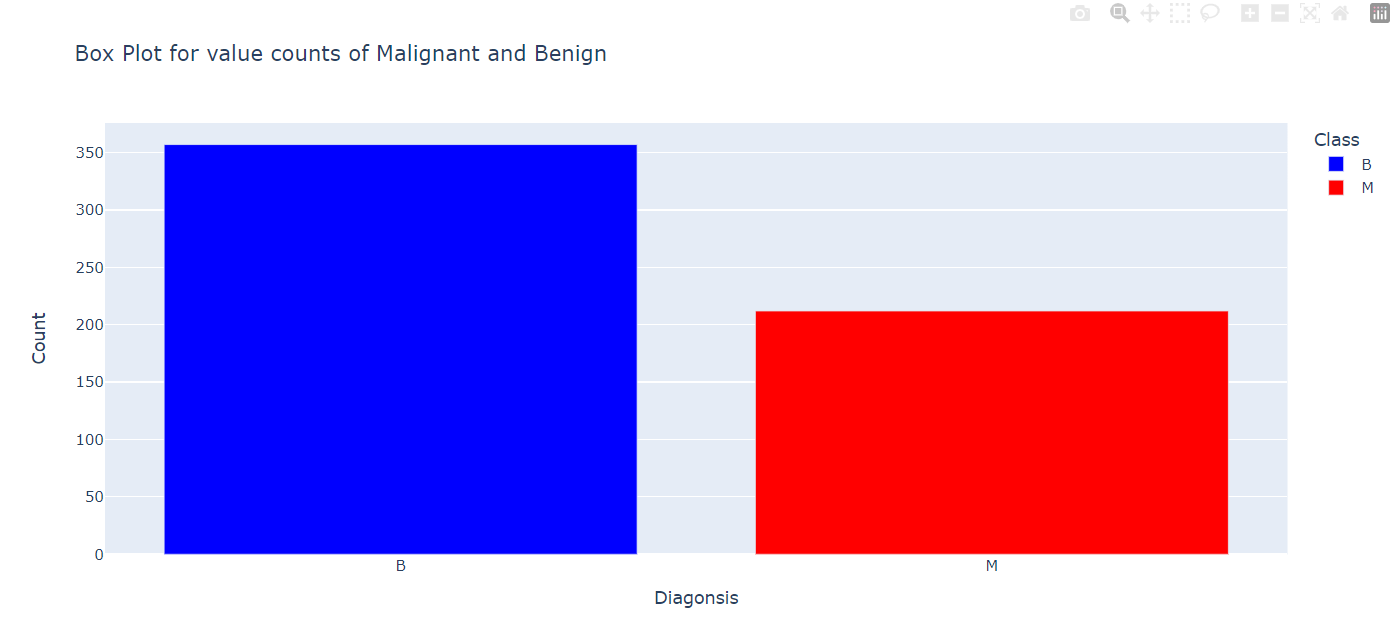 Box Plot for value counts of Malignant and Benign
Class
B
M
350
300
250
200
150
100
50
0
Count
B
M
Diagonsis